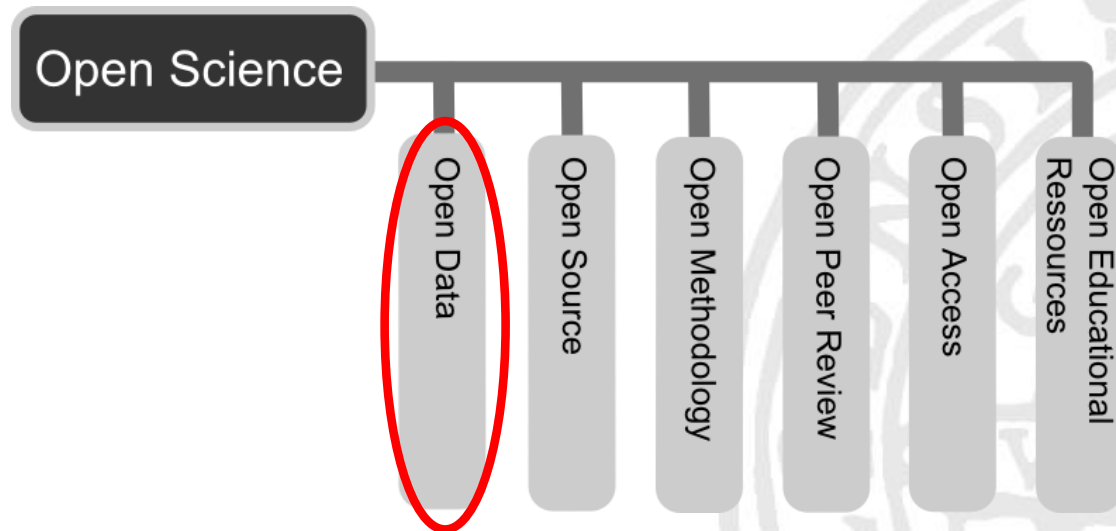 Open Science
Open Data
Open Source
Open Methodology
Open Peer Review
Open Access
Open Educational
Ressources